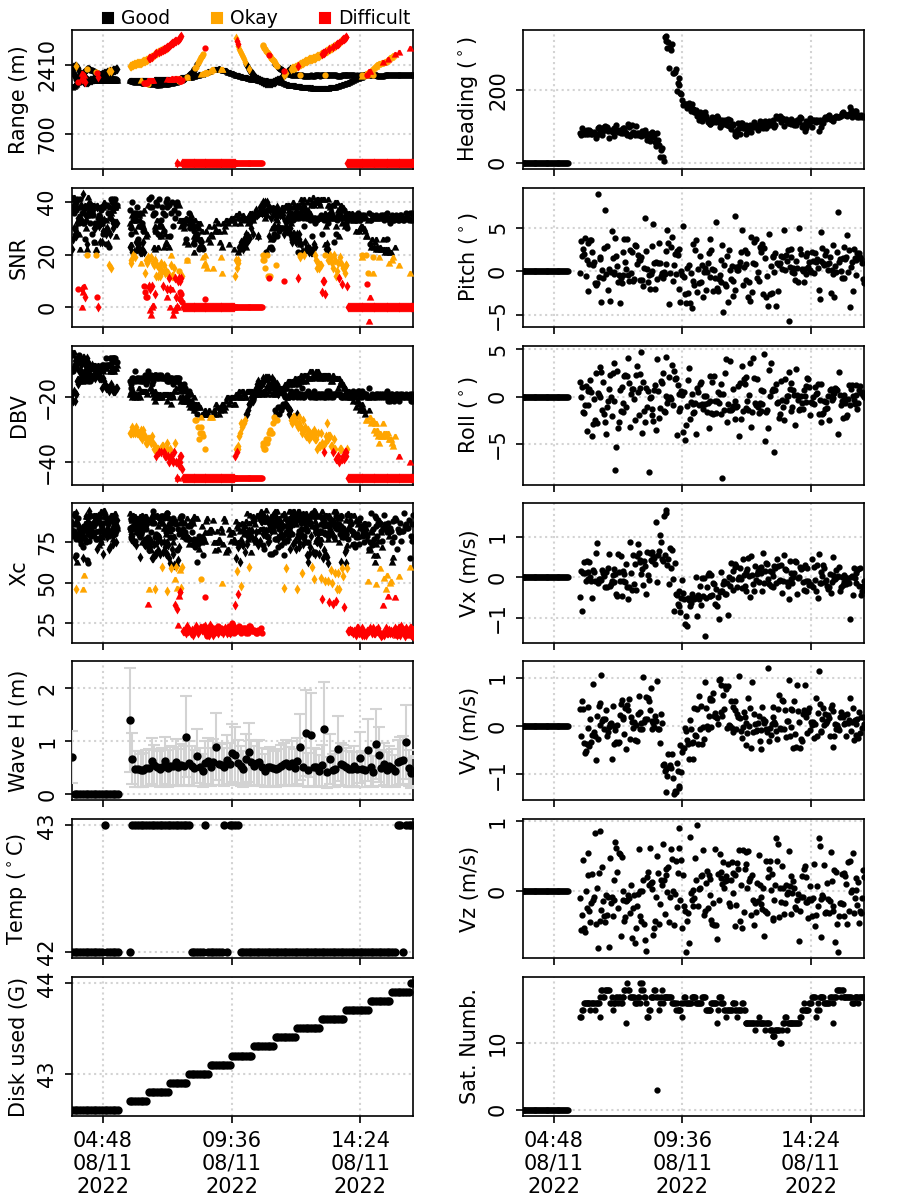 Good Okay Difficult
Range (m)
2410
700
Heading (°)
200
0
SNR
40
20
0
Pitch (°)
5
0
−5
DBV
−20
−40
Roll (°)
5
0
−5
Xc
75
50
25
Vx (m/s)
1
0
−1
Wave H (m)
2
1
0
Vy (m/s)
1
0
−1
Temp (°C)
43
42
Vz (m/s)
1
0
Disk used (G)
44
43
Sat. Numb.
10
0
04:48 09:36 14:24 04:48 09:36 14:24
08/11 08/11 08/11 08/11 08/11 08/11
2022 2022 2022 2022 2022 2022